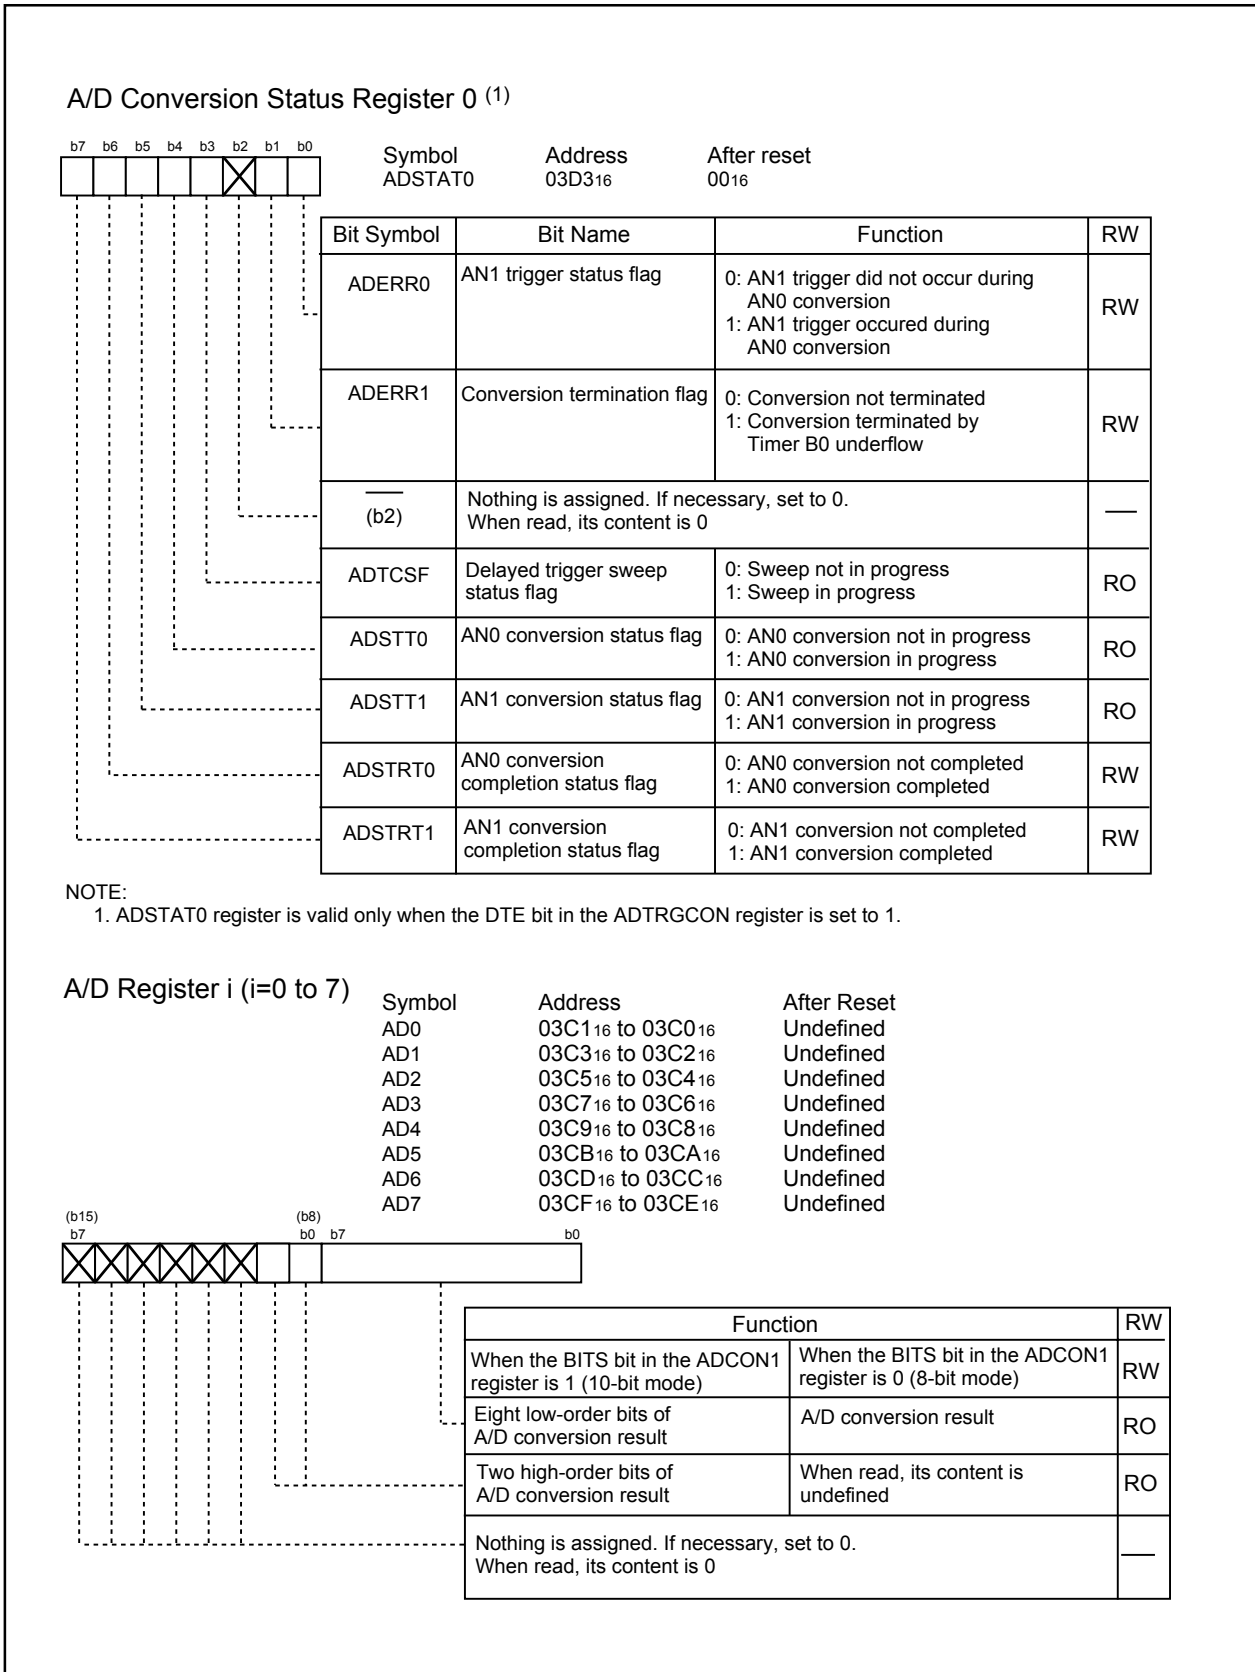 A/D Conversion Status Register 0 (1)
b7 b6 b5 b4 b3 b2 b1 b0
Symbol Address After reset
ADSTAT0 03D316 0016
Bit Symbol Bit Name Function RW
ADERR0 AN1 trigger status flag 0: AN1 trigger did not occur during
AN0 conversion
1: AN1 trigger occured during
AN0 conversion
RW
ADERR1 Conversion termination flag 0: Conversion not terminated
1: Conversion terminated by
Timer B0 underflow
RW
(b2) Nothing is assigned. If necessary, set to 0.
When read, its content is 0
ADTCSF Delayed trigger sweep
status flag
0: Sweep not in progress
1: Sweep in progress
RO
ADSTT0 AN0 conversion status flag 0: AN0 conversion not in progress
1: AN0 conversion in progress
RO
ADSTT1 AN1 conversion status flag 0: AN1 conversion not in progress
1: AN1 conversion in progress
RO
ADSTRT0 AN0 conversion
completion status flag
0: AN0 conversion not completed
1: AN0 conversion completed
RW
ADSTRT1 AN1 conversion
completion status flag
0: AN1 conversion not completed
1: AN1 conversion completed
RW
NOTE:
1. ADSTAT0 register is valid only when the DTE bit in the ADTRGCON register is set to 1.
A/D Register i (i=0 to 7)
Symbol Address After Reset
AD0 03C116 to 03C016 Undefined
AD1 03C316 to 03C216 Undefined
AD2 03C516 to 03C416 Undefined
AD3 03C716 to 03C616 Undefined
AD4 03C916 to 03C816 Undefined
AD5 03CB16 to 03CA16 Undefined
AD6 03CD16 to 03CC16 Undefined
AD7 03CF16 to 03CE16 Undefined
(b15) (b8)
b7 b0 b7 b0
Function RW
When the BITS bit in the ADCON1
register is 1 (10-bit mode)
When the BITS bit in the ADCON1
register is 0 (8-bit mode)
RW
Eight low-order bits of
A/D conversion result
A/D conversion result
RO
Two high-order bits of
A/D conversion result
When read, its content is
undefined
RO
Nothing is assigned. If necessary, set to 0.
When read, its content is 0